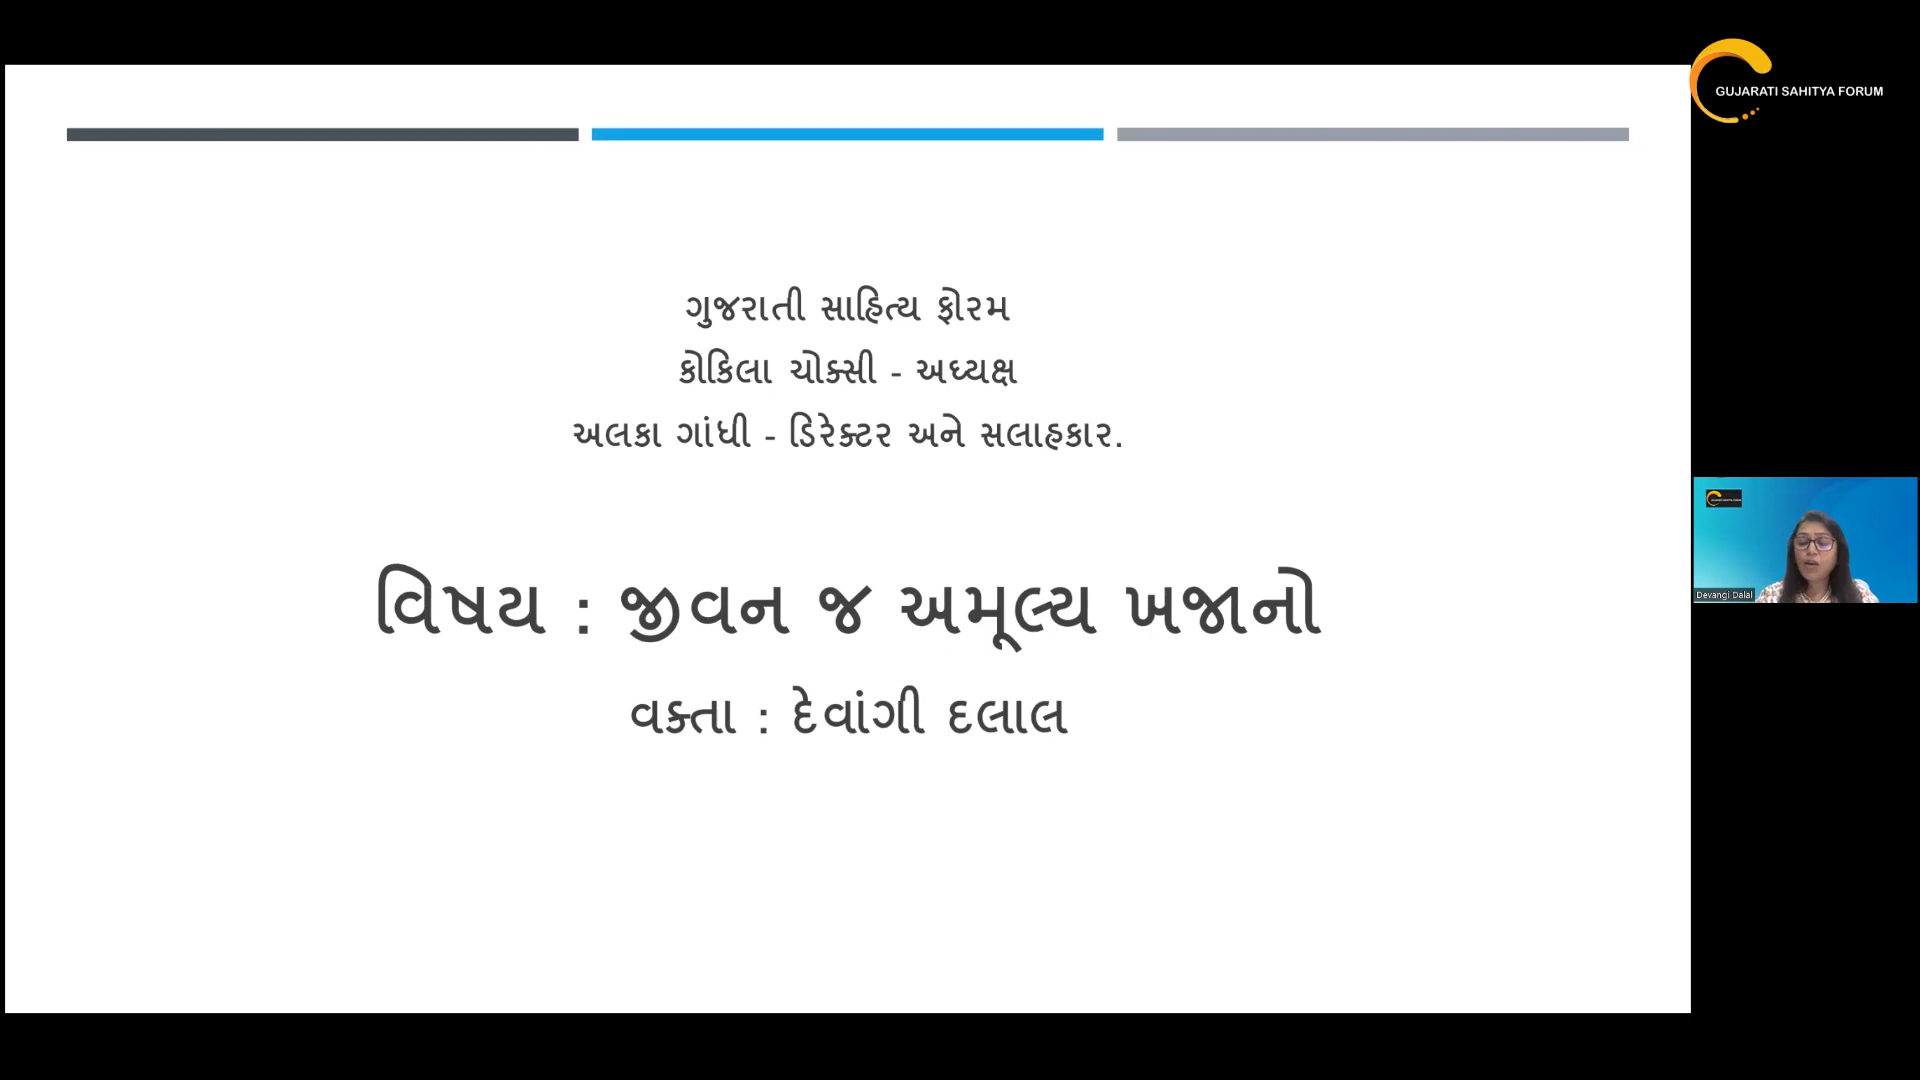 GUJARATI SAHITYA FORUM
ગુજરાતી સાહિત્ય ફોરમ
કોકિલા ચોક્સી - અધ્યક્ષ
અલકા ગાંધી - ડિરેક્ટર અને સલાહકાર.
વિષય : જીવન જ અમૂલ્ય ખજાનો
વક્તા : દેવાંગી દલાલ
Devangi Dalal